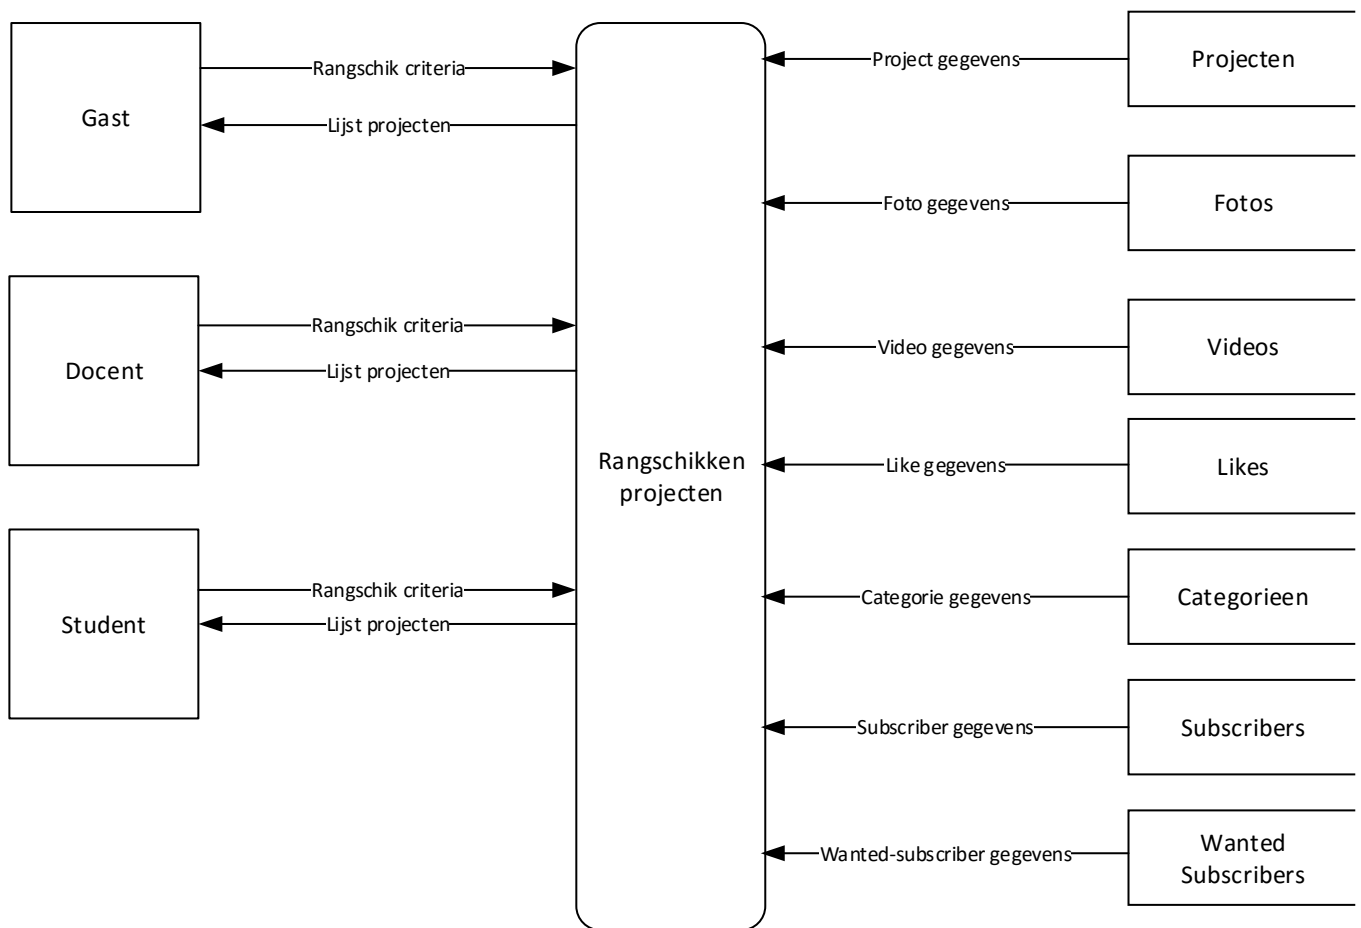 Gast
Rangschik criteria
Lijst projecten
Docent
Rangschik criteria
Lijst projecten
Student
Rangschik criteria
Lijst projecten
Rangschikken
projecten
Project gegevens
Projecten
Foto gegevens
Fotos
Video gegevens
Videos
Like gegevens
Likes
Categorie gegevens
Categorieen
Subscriber gegevens
Subscribers
Wanted-subscriber gegevens
Wanted
Subscribers